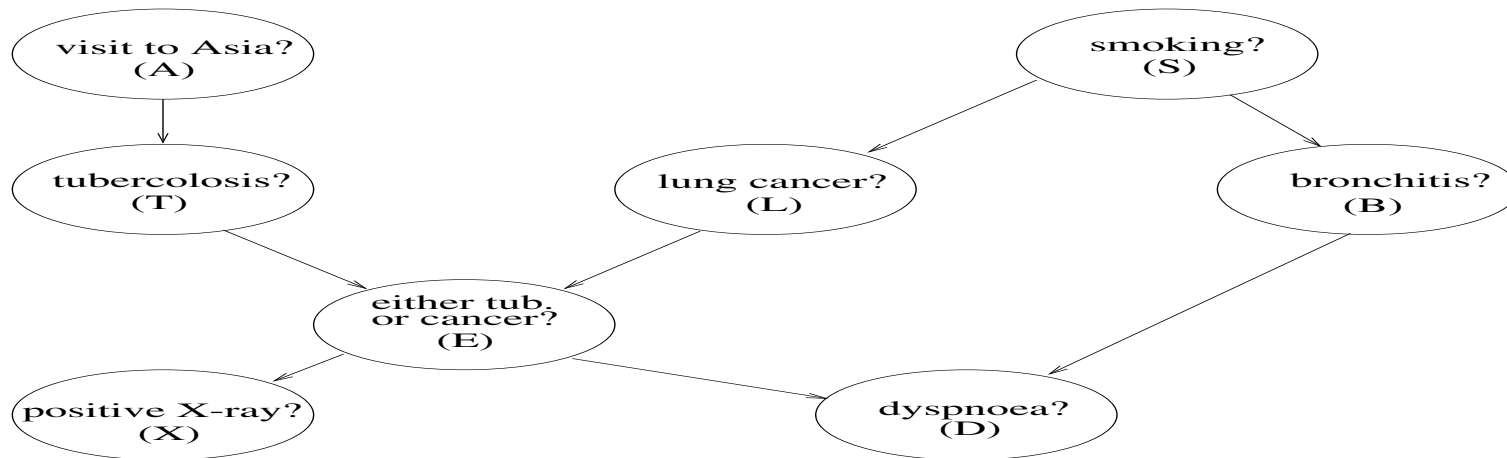 visit to Asia?
(A)
smoking?
(S)
tubercolosis?
(T)
lung cancer?
(L)
bronchitis?
(B)
either tub.
or cancer?
(E)
positive X-ray?
(X)
dyspnoea?
(D)